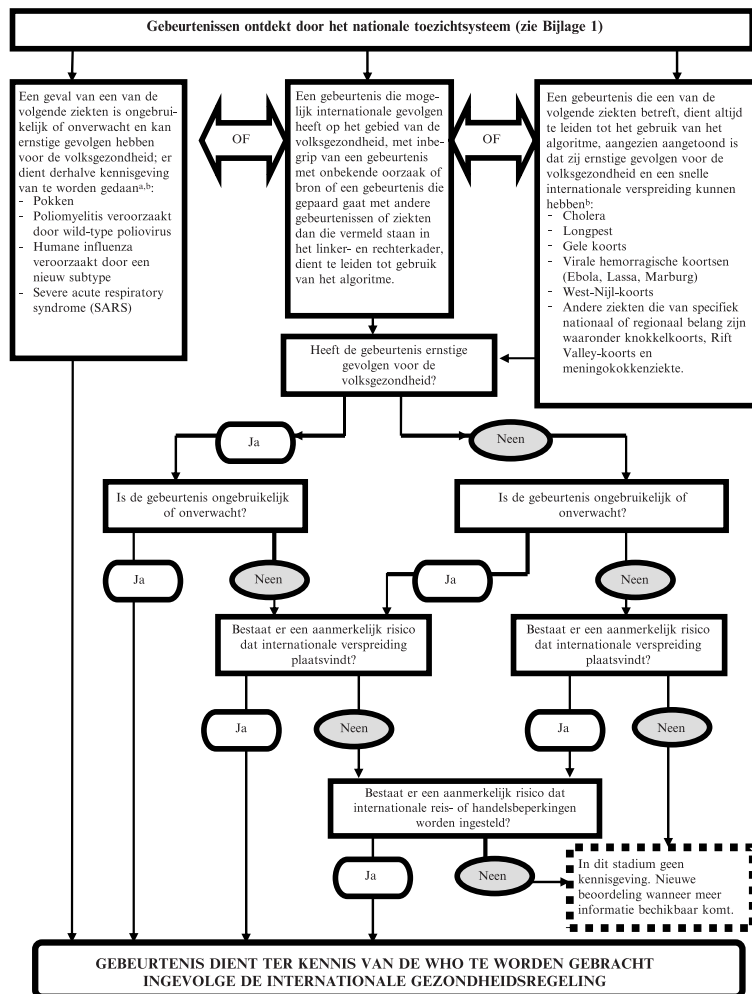 Gebeurtenissen ontdekt door het nationale toezichtsysteem (zie Bijlage 1)
Een geval van een van de
volgende ziekten is ongebrui-
kelijk of onverwacht en kan
ernstige gevolgen hebben
voor de volksgezondheid; er
dient derhalve kennisgeving
van te worden gedaana,b:
- Pokken
- Poliomyelitis veroorzaakt
door wild-type poliovirus
- Humane influenza
veroorzaakt door een
nieuw subtype
- Severe acute respiratory
syndrome (SARS)
OF
Een gebeurtenis die moge-
lijk internationale gevolgen
heeft op het gebied van de
volksgezondheid, met inbe-
grip van een gebeurtenis
met onbekende oorzaak of
bron of een gebeurtenis die
gepaard gaat met andere
gebeurtenissen of ziekten
dan die vermeld staan in
het linker- en rechterkader,
dient te leiden tot gebruik
van het algoritme.
OF
Een gebeurtenis die een van de
volgende ziekten betreft, dient altijd
te leiden tot het gebruik van het
algoritme, aangezien aangetoond is
dat zij ernstige gevolgen voor de
volksgezondheid en een snelle
internationale verspreiding kunnen
hebbenb:
- Cholera
- Longpest
- Gele koorts
- Virale hemorragische koortsen
(Ebola, Lassa, Marburg)
- West-Nijl-koorts
- Andere ziekten die van specifiek
nationaal of regionaal belang zijn
waaronder knokkelkoorts, Rift
Valley-koorts en
meningokokkenziekte.
Heeft de gebeurtenis ernstige
gevolgen voor de
volksgezondheid?
Ja
Neen
Is de gebeurtenis ongebruikelijk
of onverwacht?
Is de gebeurtenis ongebruikelijk of
onverwacht?
Ja
Neen
Ja
Neen
Bestaat er een aanmerkelijk risico
dat internationale verspreiding
plaatsvindt?
Bestaat er een aanmerkelijk risico
dat internationale verspreiding
plaatsvindt?
Ja
Neen
Ja
Neen
Bestaat er een aanmerkelijk risico dat
internationale reis- of handelsbeperkingen
worden ingesteld?
Ja
Neen
In dit stadium geen
kennisgeving. Nieuwe
beoordeling wanneer meer
informatie bechikbaar komt.
GEBEURTENIS DIENT TER KENNIS VAN DE WHO TE WORDEN GEBRACHT
INGEVOLGE DE INTERNATIONALE GEZONDHEIDSREGELING